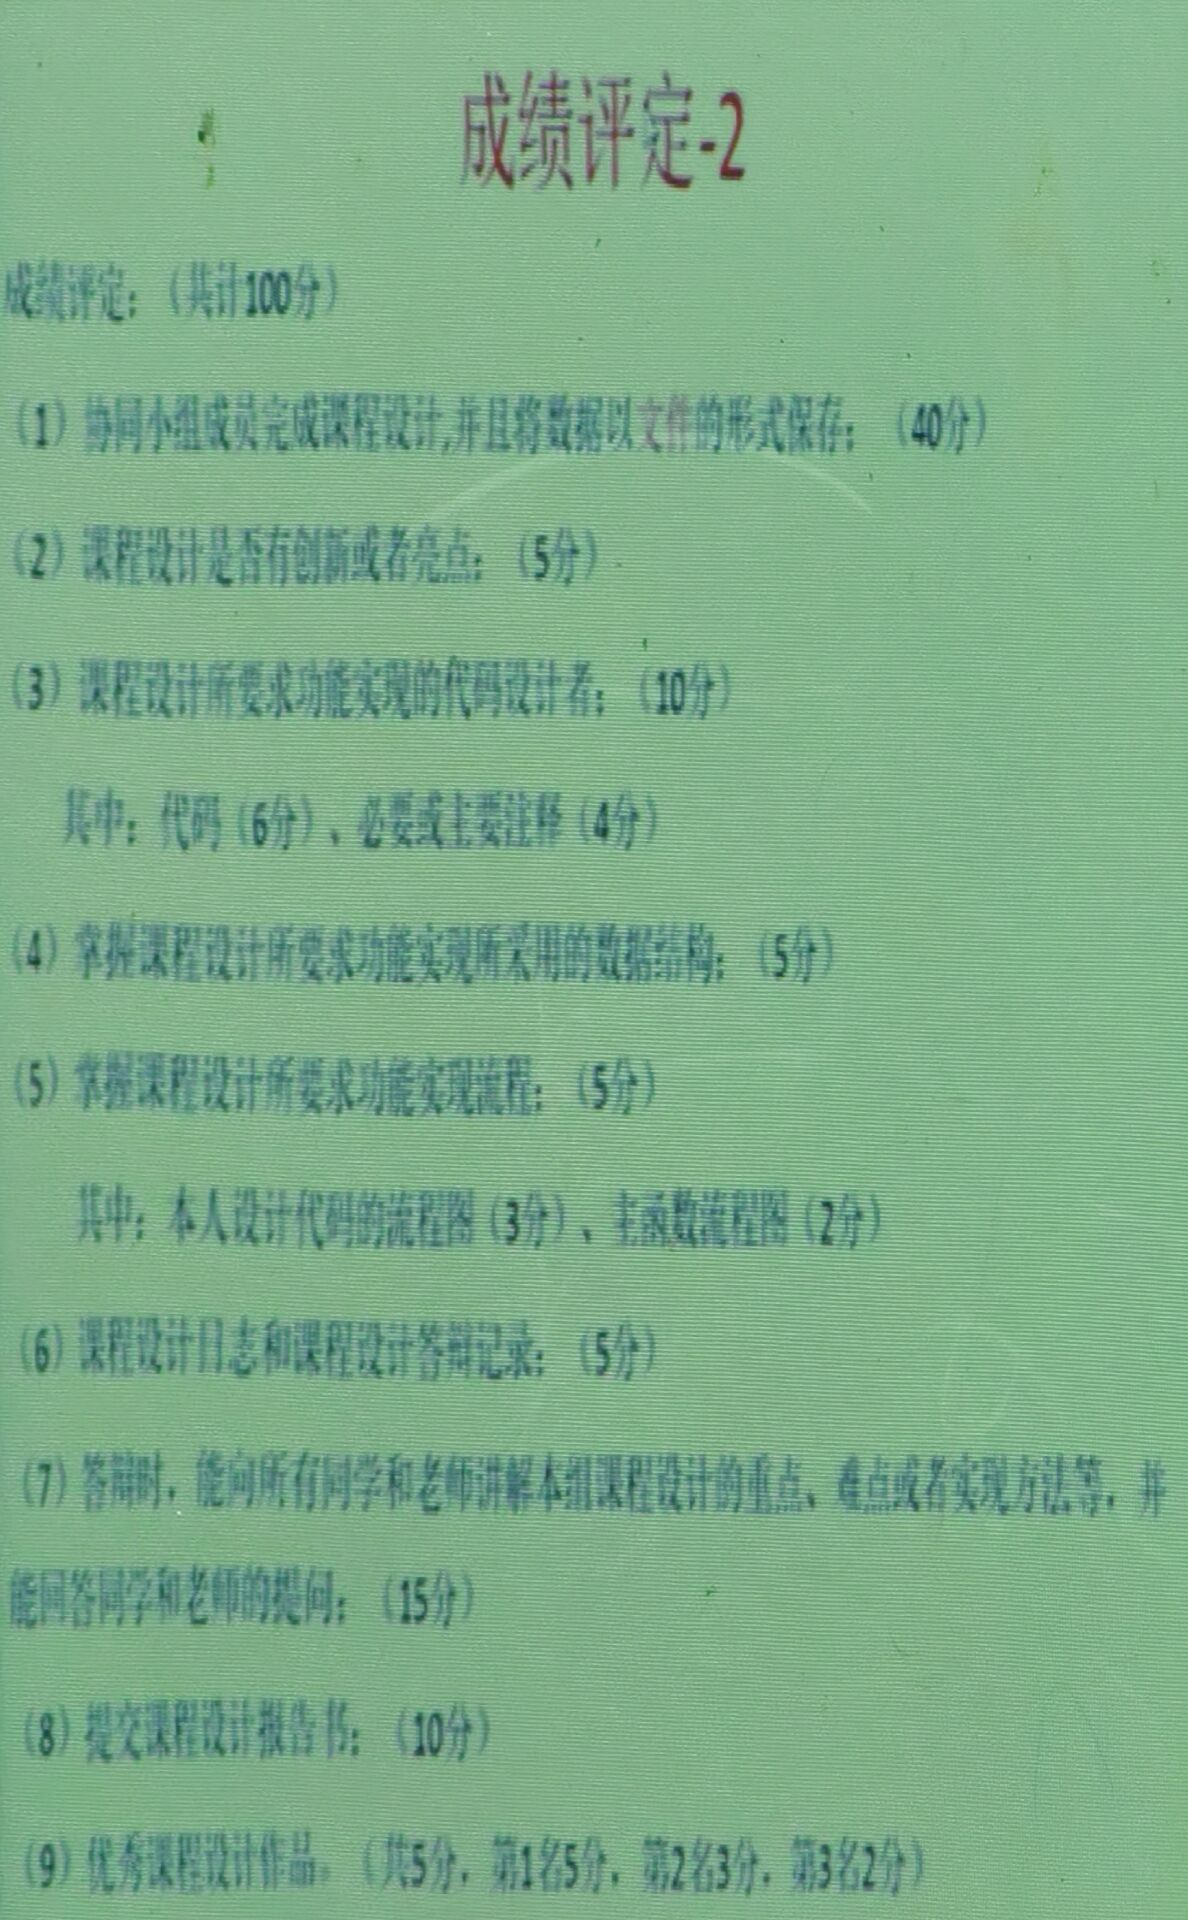 成绩评定-2
成绩评定：（共计100分）
（1）协同小组成员完成课程设计,并且将数据以文件的形式保存；（40分）
（2）课程设计是否有创新或者亮点；（5分）
（3）课程设计所要求功能实现的代码设计者；（10分）
其中：代码（6分）、必要或主要注释（4分）
（4）掌握课程设计所要求功能实现所采用的数据结构；（5分）
（5）掌握课程设计所要求功能实现流程；（5分）
其中：本人设计代码的流程图（3分）、主函数流程图（2分）
（6）课程设计日志和课程设计答辩记录；（5分）
（7）答辩时，能向所有同学和老师讲解本组课程设计的重点、难点或者实现方法等，并
能回答同学和老师的提问；（15分）
（8）提交课程设计报告书；（10分）
（9）优秀课程设计作品。（共5分，第1名5分，第2名3分，第3名2分）